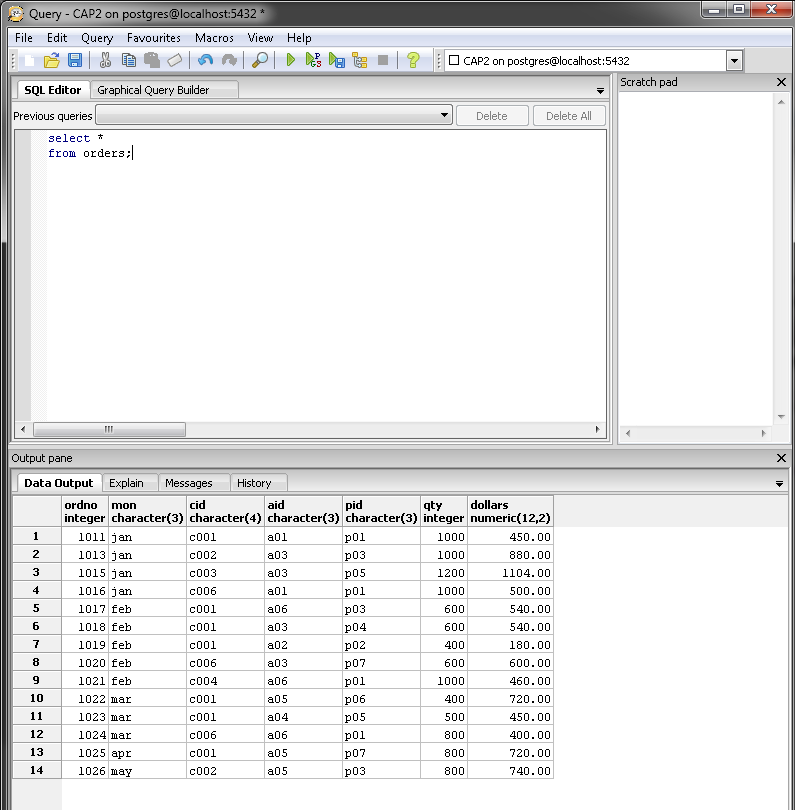 Query - CAP2 on postgres@localhost:5432 *
File Edit Query Favourites Macros View Help
CAP2 on postgres@localhost:5432
SQL Editor Graphical Query Builder
Scratch pad
Previous queries Delete Delete All
select *
from orders;
Output pane
Data Output Explain Messages History
ordno mon cid aid pid qty dollars
integer character(3) character(4) character(3) character(3) integer numeric(12,2)
1 1011 jan c001 a01 p01 1000 450.00
2 1013 jan c002 a03 p03 1000 880.00
3 1015 jan c003 a03 p05 1200 1104.00
4 1016 jan c006 a01 p01 1000 500.00
5 1017 feb c001 a06 p03 600 540.00
6 1018 feb c001 a03 p04 600 540.00
7 1019 feb c001 a02 p02 400 180.00
8 1020 feb c006 a03 p07 600 600.00
9 1021 feb c004 a06 p01 1000 460.00
10 1022 mar c001 a05 p06 400 720.00
11 1023 mar c001 a04 p05 500 450.00
12 1024 mar c006 a06 p01 800 400.00
13 1025 apr c001 a05 p07 800 720.00
14 1026 may c002 a05 p03 800 740.00